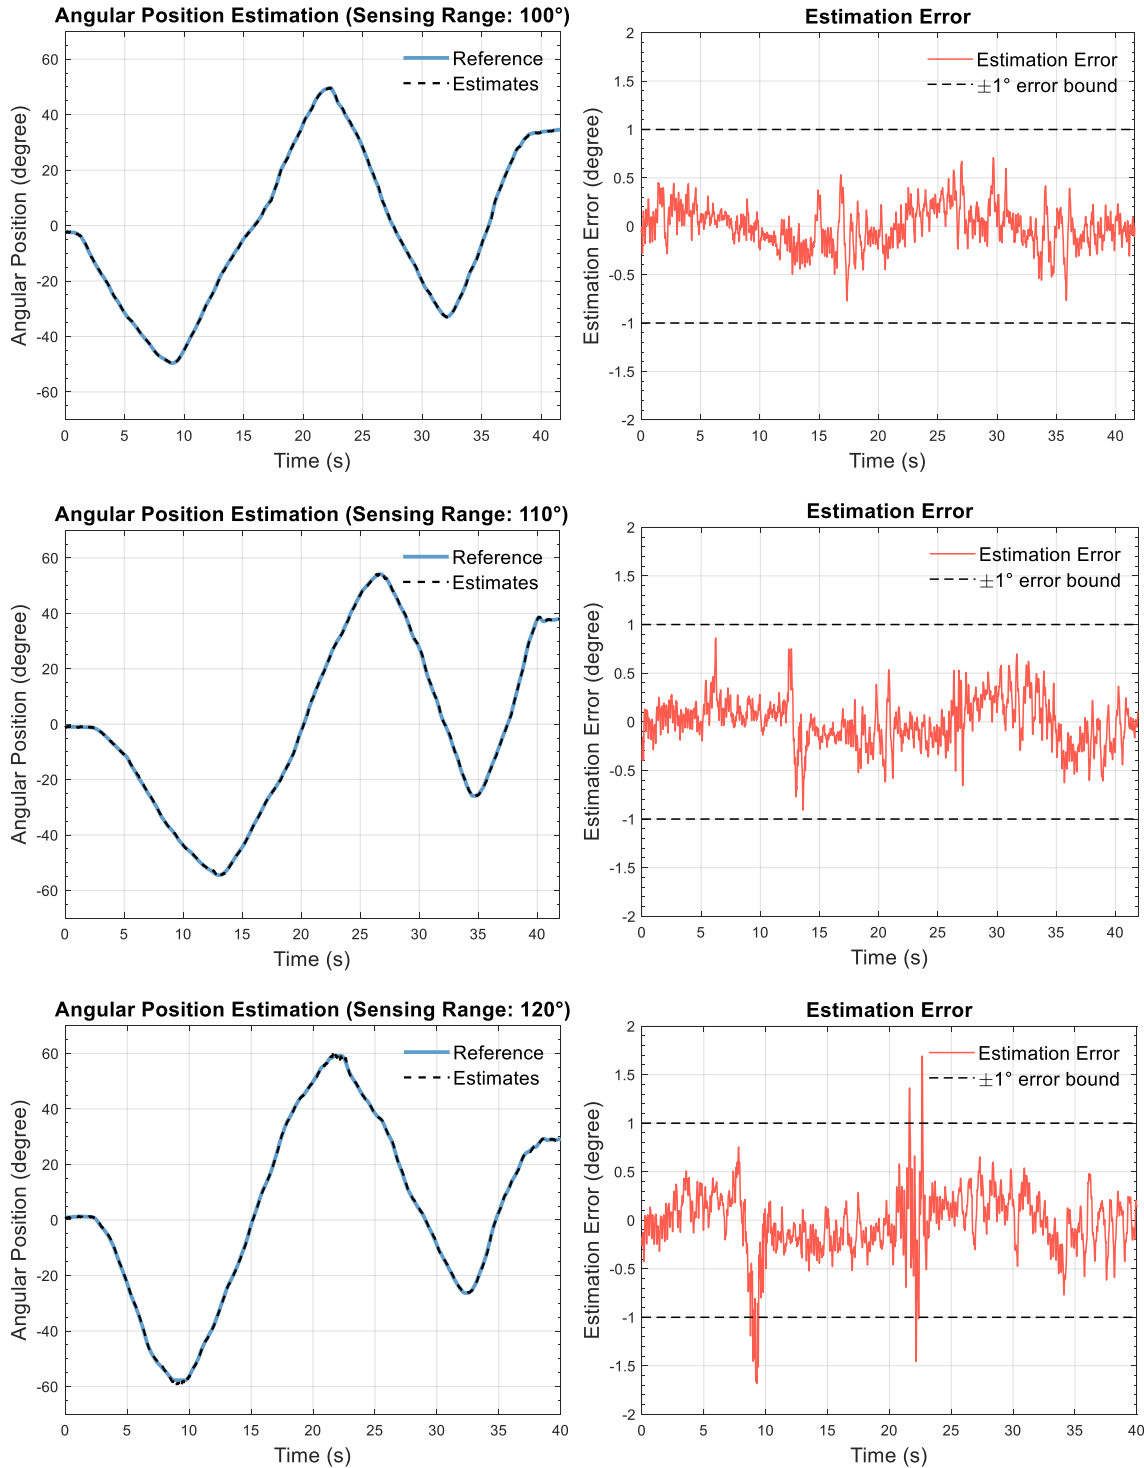 Angular Position Estimation (Sensing Range: 100°)
60
40
20
0
-20
-40
-60
Angular Position (degree)
Reference
Estimates
0 5 10 15 20 25 30 35 40
Time (s)
Estimation Error
2
1.5
1
0.5
0
-0.5
-1
-1.5
-2
Estimation Error (degree)
Estimation Error
±1° error bound
0 5 10 15 20 25 30 35 40
Time (s)
Angular Position Estimation (Sensing Range: 110°)
60
40
20
0
-20
-40
-60
Angular Position (degree)
Reference
Estimates
0 5 10 15 20 25 30 35 40
Time (s)
Estimation Error
2
1.5
1
0.5
0
-0.5
-1
-1.5
-2
Estimation Error (degree)
Estimation Error
±1° error bound
0 5 10 15 20 25 30 35 40
Time (s)
Angular Position Estimation (Sensing Range: 120°)
60
40
20
0
-20
-40
-60
Angular Position (degree)
Reference
Estimates
0 5 10 15 20 25 30 35 40
Time (s)
Estimation Error
2
1.5
1
0.5
0
-0.5
-1
-1.5
-2
Estimation Error (degree)
Estimation Error
±1° error bound
0 5 10 15 20 25 30 35 40
Time (s)